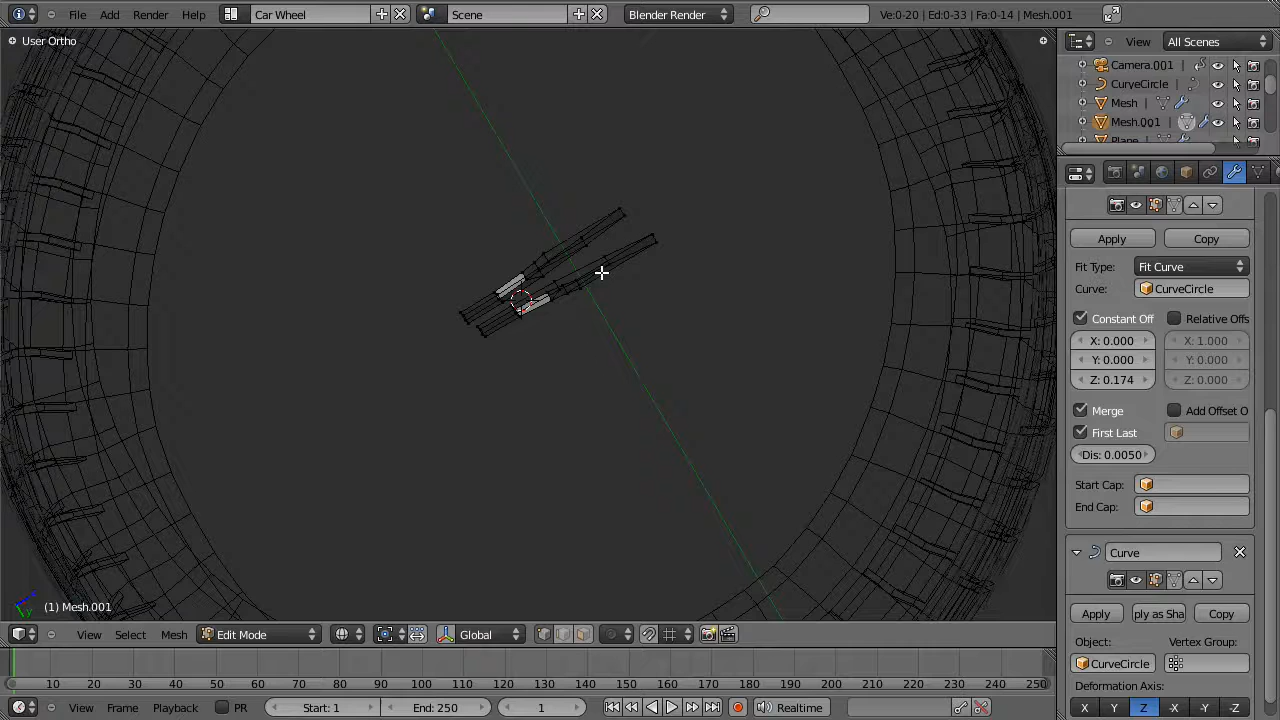 File Add Render Help Car Wheel Scene Blender Render Ve:0-20 | Ed:0-33 | Fa:0-14 | Mesh.001
User Ortho
View All Scenes
Camera.001
CurveCircle
Mesh
Mesh.001
Plane
Apply Copy
Fit Type: Fit Curve
Curve: CurveCircle
Constant Off Relative Offs
X: 0.000 X: 1.000
Y: 0.000 Y: 0.000
Z: 0.174 Z: 0.000
Merge Add Offset O
First Last
Dis: 0.0050
Start Cap:
End Cap:
Curve
Apply ply as Sha Copy
Object: Vertex Group:
CurveCircle
Deformation Axis:
X Y Z -X -Y -Z
y
(1) Mesh.001
View Select Mesh Edit Mode Global
10 20 30 40 50 60 70 80 90 100 110 120 130 140 150 160 170 180 190 200 210 220 230 240 250
View Frame Playback PR Start: 1 End: 250 1 Realtime